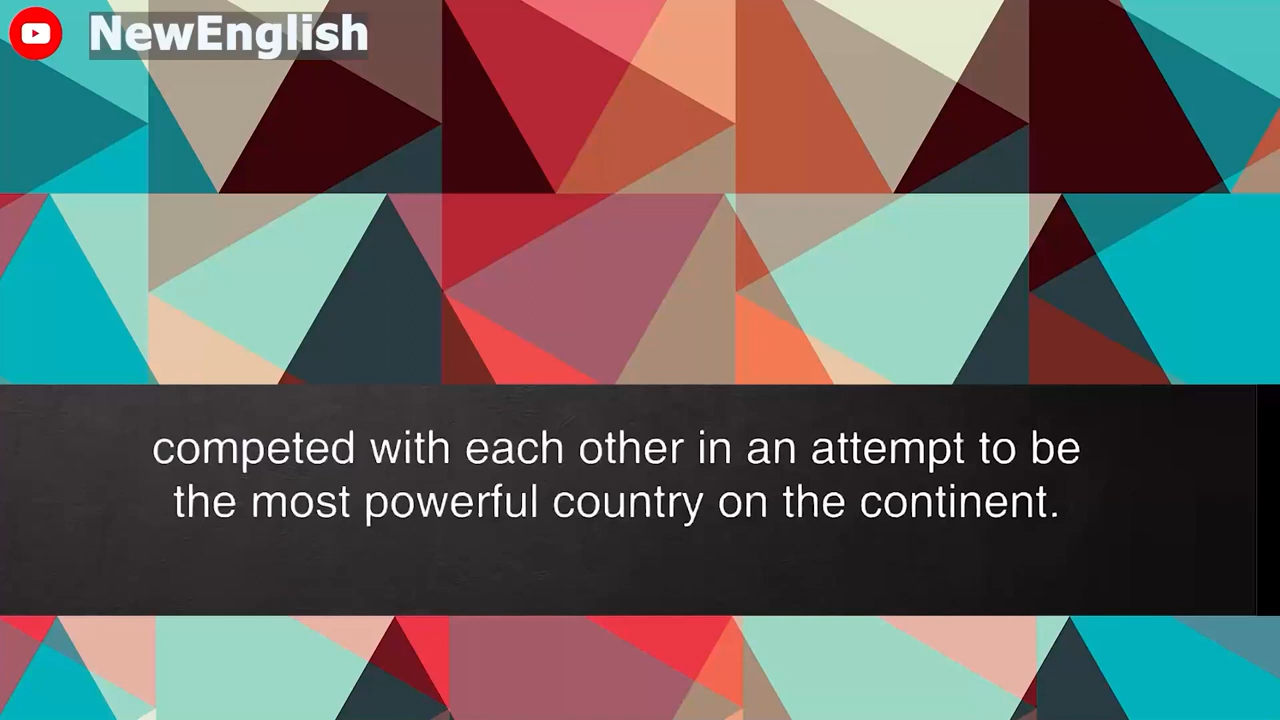 NewEnglish
competed with each other in an attempt to be
the most powerful country on the continent.